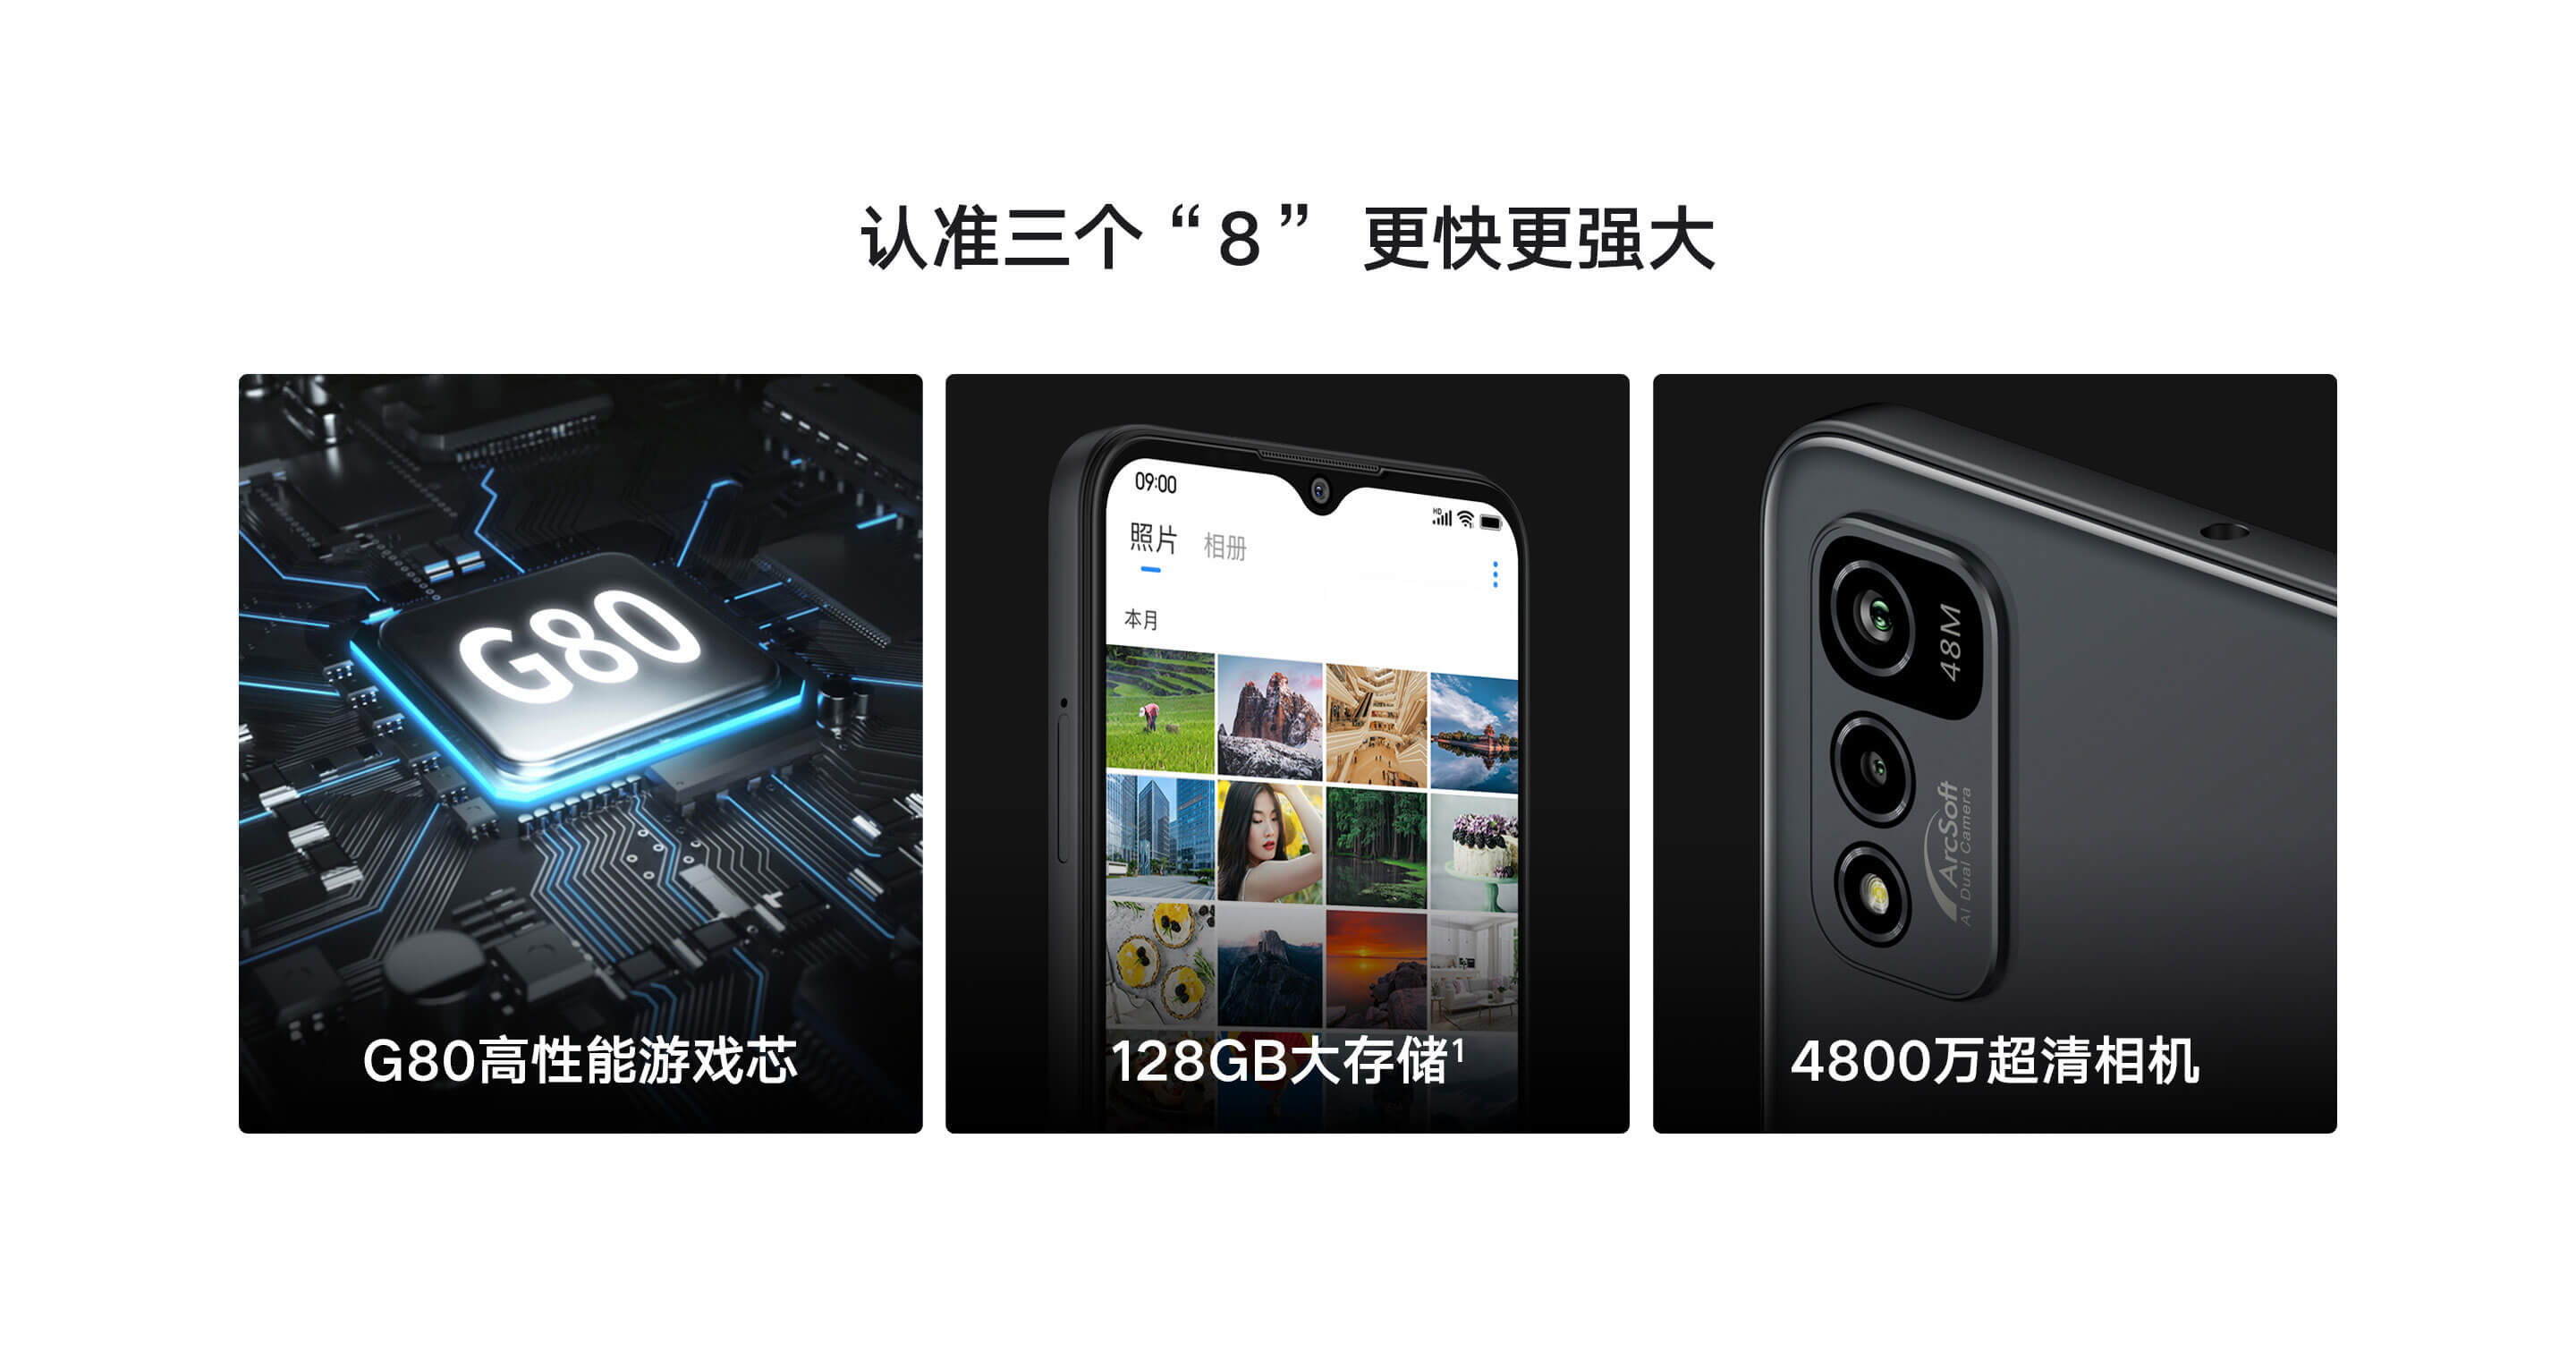 认准三个“8” 更快更强大
G80
G80高性能游戏芯
09:00
HD
照片 相册
本月
128GB大存储¹
48M
ArcSoft
AI Dual Camera
4800万超清相机